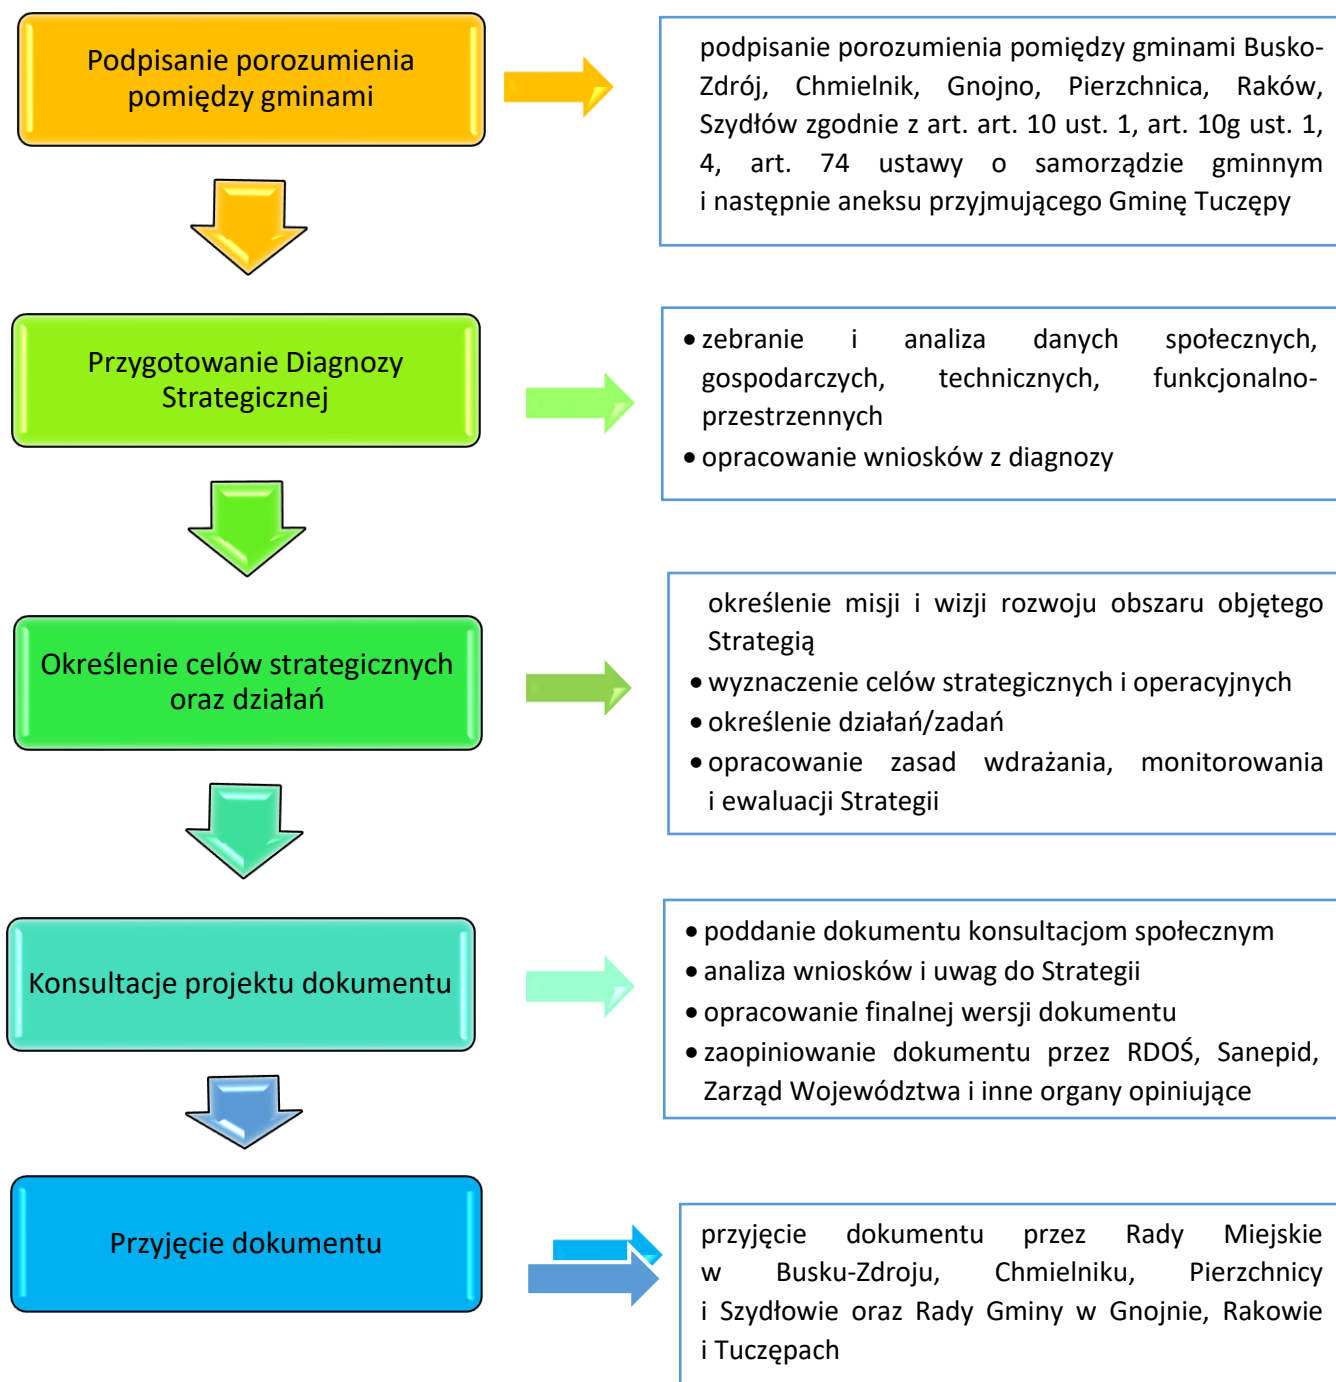 Podpisanie porozumienia
pomiędzy gminami
podpisanie porozumienia pomiędzy gminami Busko-
Zdrój, Chmielnik, Gnojno, Pierzchnica, Raków,
Szydłów zgodnie z art. art. 10 ust. 1, art. 10g ust. 1,
4, art. 74 ustawy o samorządzie gminnym
i następnie aneksu przyjmującego Gminę Tuczępy
Przygotowanie Diagnozy
Strategicznej
• zebranie i analiza danych społecznych,
gospodarczych, technicznych, funkcjonalno-
przestrzennych
• opracowanie wniosków z diagnozy
Określenie celów strategicznych
oraz działań
określenie misji i wizji rozwoju obszaru objętego
Strategią
• wyznaczenie celów strategicznych i operacyjnych
• określenie działań/zadań
• opracowanie zasad wdrażania, monitorowania
i ewaluacji Strategii
Konsultacje projektu dokumentu
• poddanie dokumentu konsultacjom społecznym
• analiza wniosków i uwag do Strategii
• opracowanie finalnej wersji dokumentu
• zaopiniowanie dokumentu przez RDOŚ, Sanepid,
Zarząd Województwa i inne organy opiniujące
Przyjęcie dokumentu
przyjęcie dokumentu przez Rady Miejskie
w Busku-Zdroju, Chmielniku, Pierzchnicy
i Szydłowie oraz Rady Gminy w Gnojnie, Rakowie
i Tuczępach